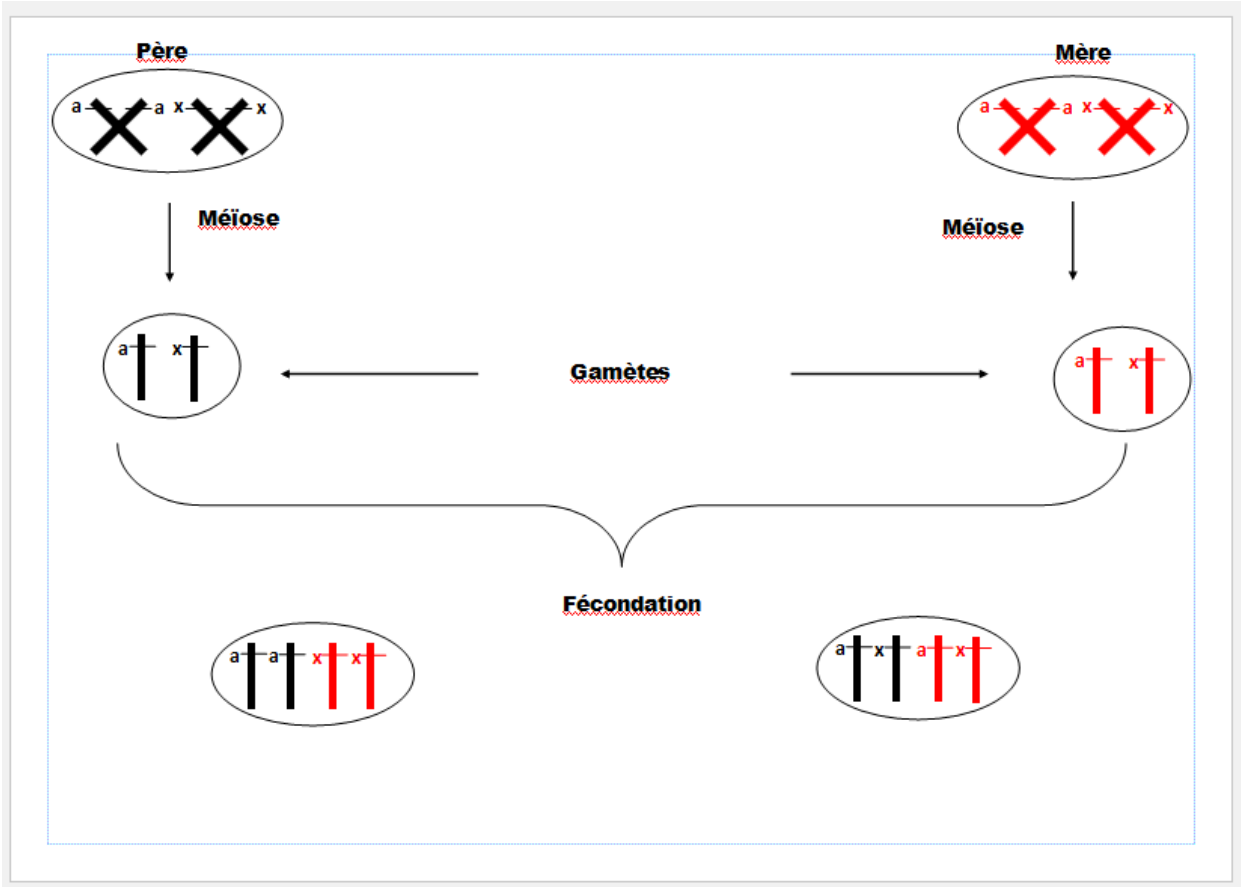 Père
Mère
a a x x
a a x x
Méïose
Méïose
a x
Gamètes
a x
Fécondation
a a x x
a x a x